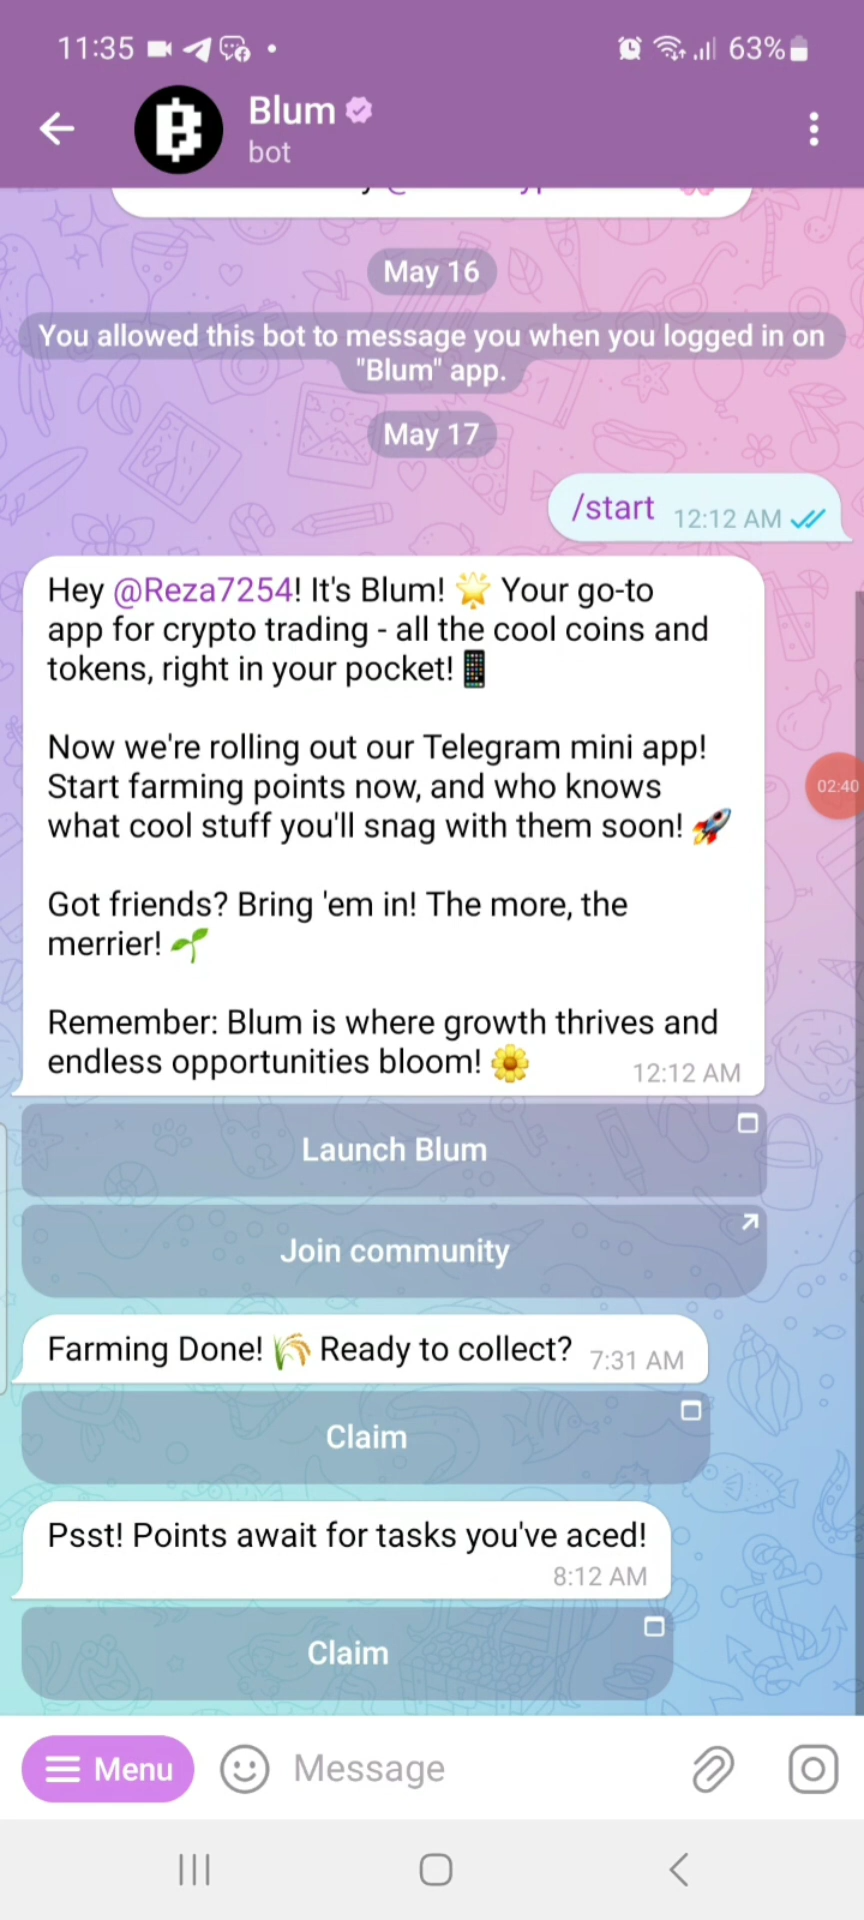 11:35
63%
Blum
bot
May 16
You allowed this bot to message you when you logged in on
"Blum" app.
May 17
/start 12:12 AM
Hey @Reza7254! It's Blum! 🌟 Your go-to
app for crypto trading - all the cool coins and
tokens, right in your pocket! 📱
Now we're rolling out our Telegram mini app!
Start farming points now, and who knows
what cool stuff you'll snag with them soon! 🚀
02:40
Got friends? Bring 'em in! The more, the
merrier! 🌱
Remember: Blum is where growth thrives and
endless opportunities bloom! 🌼 12:12 AM
Launch Blum
Join community
Farming Done! 🌾 Ready to collect? 7:31 AM
Claim
Psst! Points await for tasks you've aced!
8:12 AM
Claim
Menu
Message